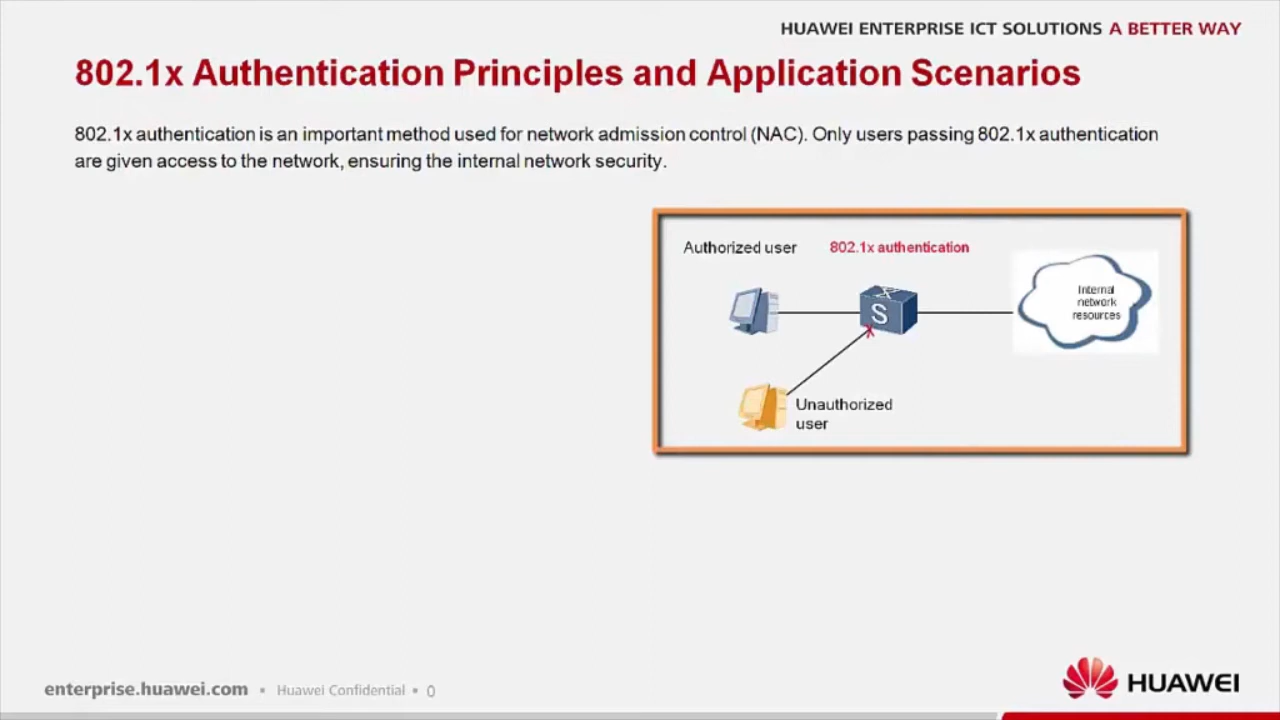 HUAWEI ENTERPRISE ICT SOLUTIONS A BETTER WAY
802.1x Authentication Principles and Application Scenarios
802.1x authentication is an important method used for network admission control (NAC). Only users passing 802.1x authentication
are given access to the network, ensuring the internal network security.
Authorized user
802.1x authentication
Internal
network
resources
S
X
Unauthorized
user
enterprise.huawei.com ▪ Huawei Confidential ▪ 0
HUAWEI